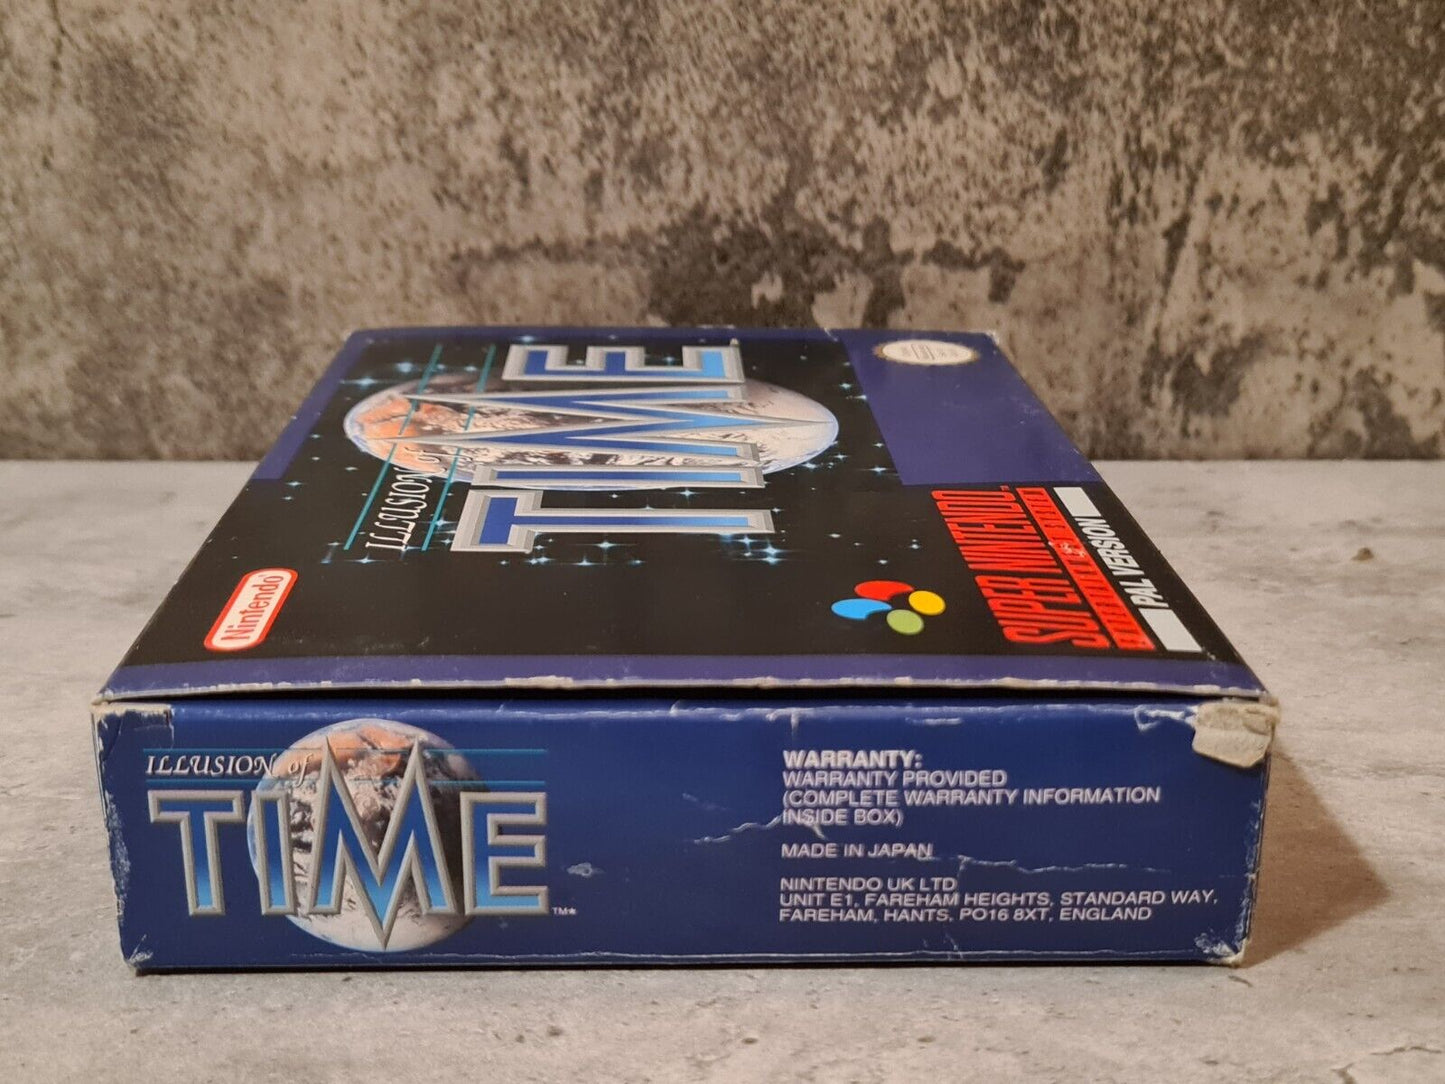 ILLUSION of
TIME
Nintendo
SUPER NINTENDO
PAL VERSION
ILLUSION of
TIME
TM*
WARRANTY:
WARRANTY PROVIDED
(COMPLETE WARRANTY INFORMATION
INSIDE BOX)
MADE IN JAPAN
NINTENDO UK LTD
UNIT E1, FAREHAM HEIGHTS, STANDARD WAY,
FAREHAM, HANTS, PO16 8XT, ENGLAND